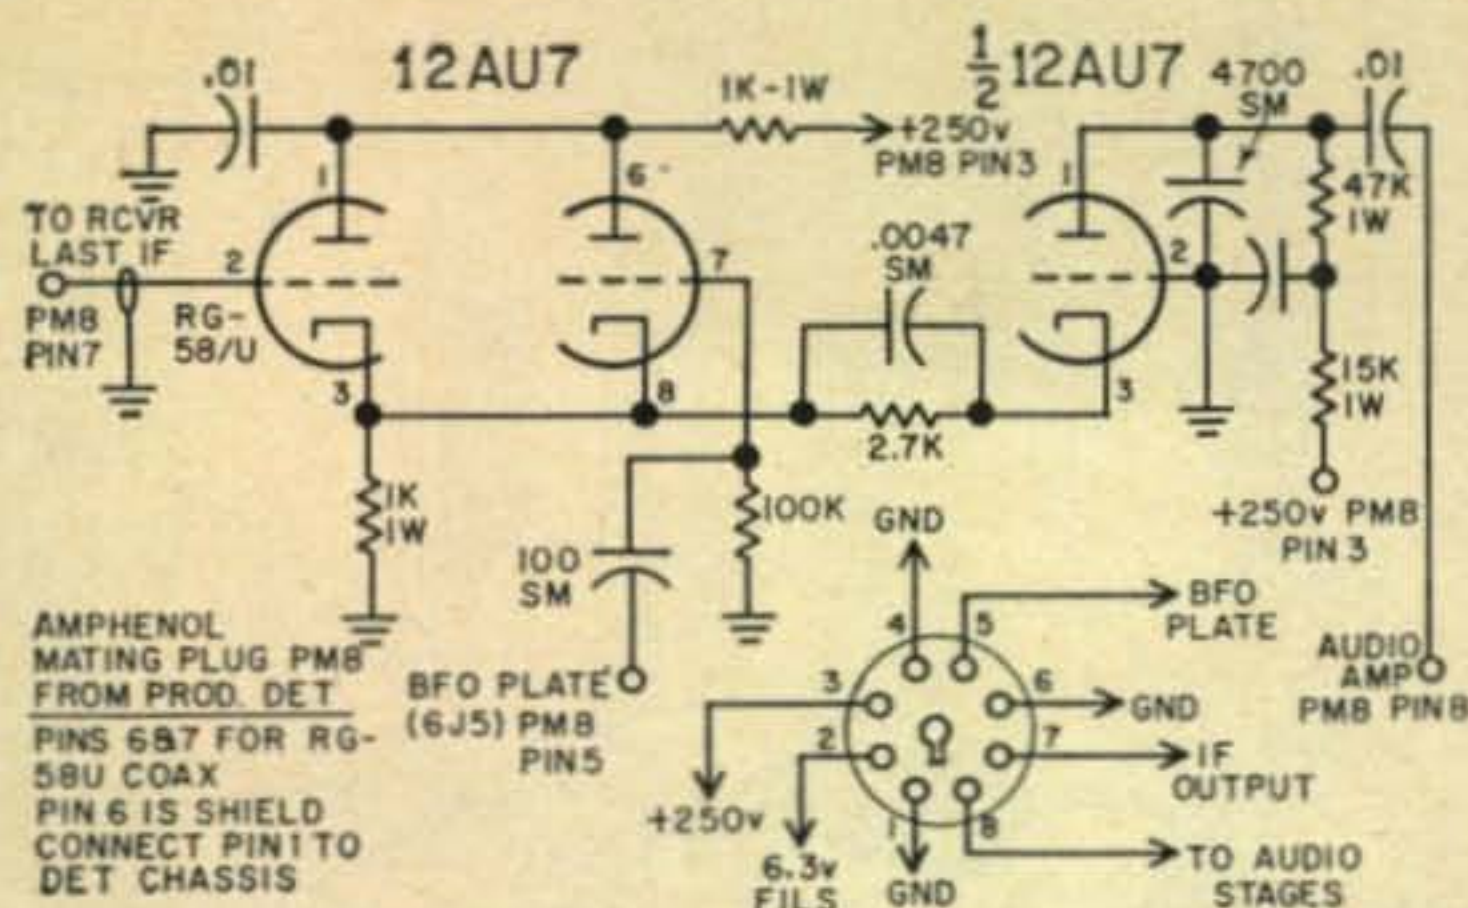 .01
12AU7
1K-1W
+250v
PM8 PIN3
1/2 12AU7
4700
SM
.01
1
6
1
47K
1W
TO RCVR
LAST IF
2
7
.0047
SM
2
PM8
PIN7
RG-
58/U
3
8
3
15K
1W
2.7K
1K
1W
100K
GND
+250v PM8
PIN 3
100
SM
BFO
PLATE
4
5
AMPHENOL
MATING PLUG PM8
FROM PROD. DET
PINS 6&7 FOR RG-
58U COAX
PIN 6 IS SHIELD
CONNECT PIN 1 TO
DET CHASSIS
BFO PLATE
(6J5) PM8
PIN5
3
6
GND
AUDIO
AMP
PM8 PIN8
2
7
IF
OUTPUT
+250v
1
8
6.3v
FILS
GND
TO AUDIO
STAGES